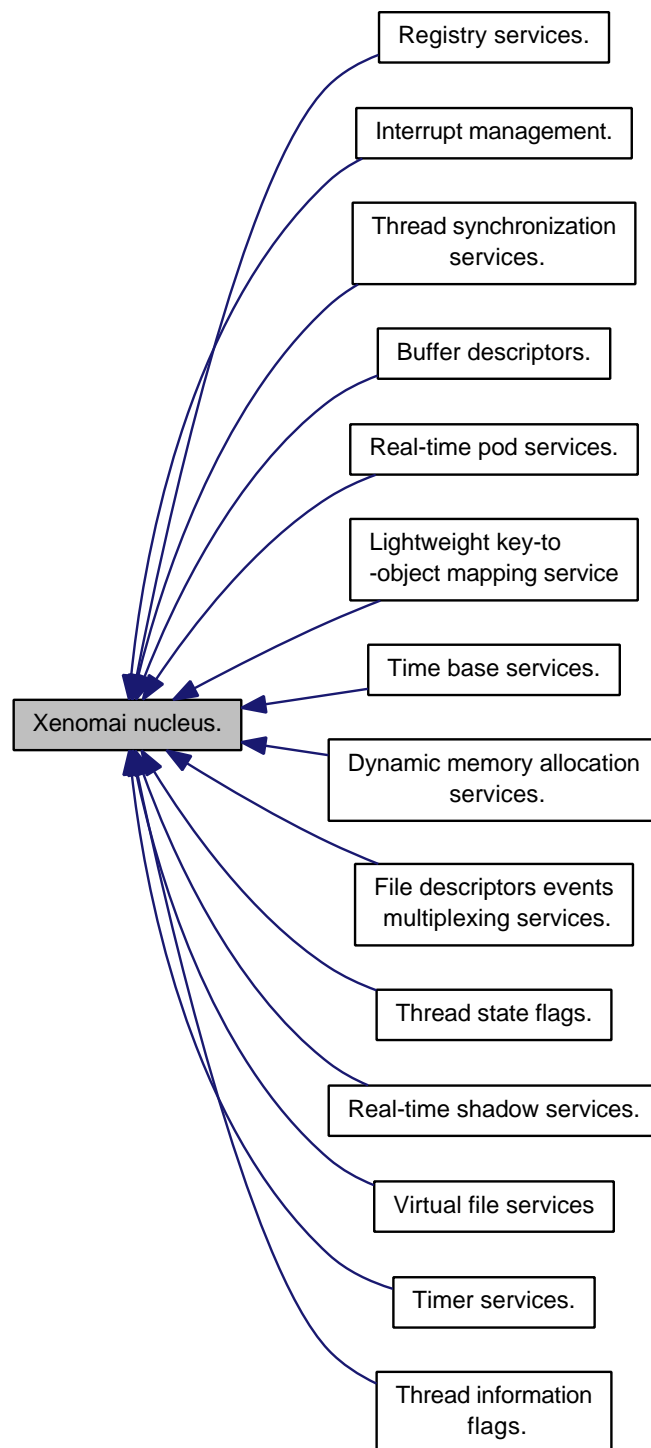 Registry services.
Interrupt management.
Thread synchronization
services.
Buffer descriptors.
Real-time pod services.
Lightweight key-to
-object mapping service
Time base services.
Xenomai nucleus.
Dynamic memory allocation
services.
File descriptors events
multiplexing services.
Thread state flags.
Real-time shadow services.
Virtual file services
Timer services.
Thread information
flags.